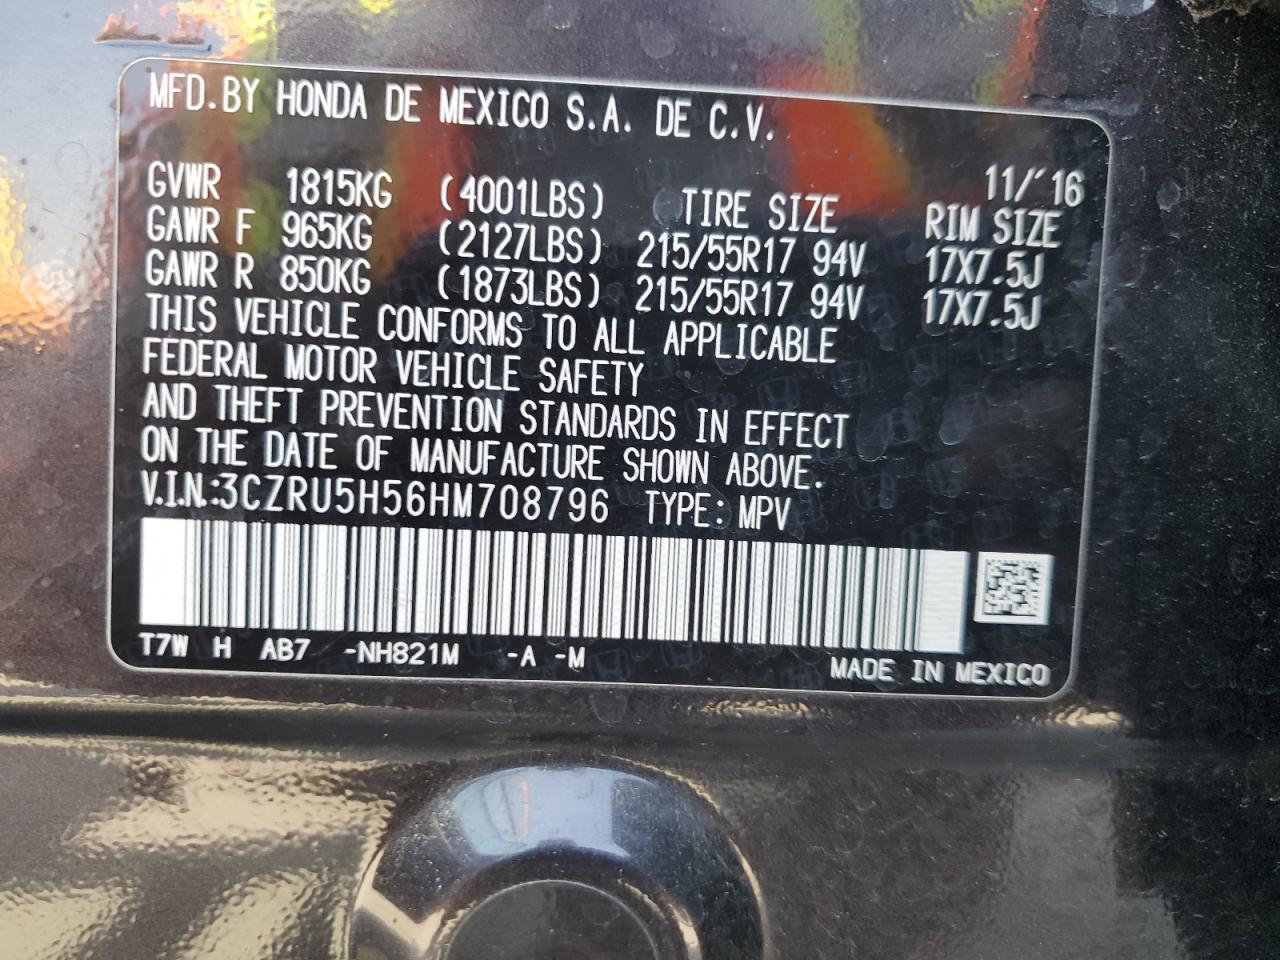 MFD.BY HONDA DE MEXICO S.A. DE C.V.
11/´16
GVWR 1815KG (4001LBS) TIRE SIZE RIM SIZE
GAWR F 965KG (2127LBS) 215/55R17 94V 17X7.5J
GAWR R 850KG (1873LBS) 215/55R17 94V 17X7.5J
THIS VEHICLE CONFORMS TO ALL APPLICABLE
FEDERAL MOTOR VEHICLE SAFETY
AND THEFT PREVENTION STANDARDS IN EFFECT
ON THE DATE OF MANUFACTURE SHOWN ABOVE.
V.I.N.:3CZRU5H56HM708796 TYPE: MPV
T7W H AB7 -NH821M -A -M
MADE IN MEXICO